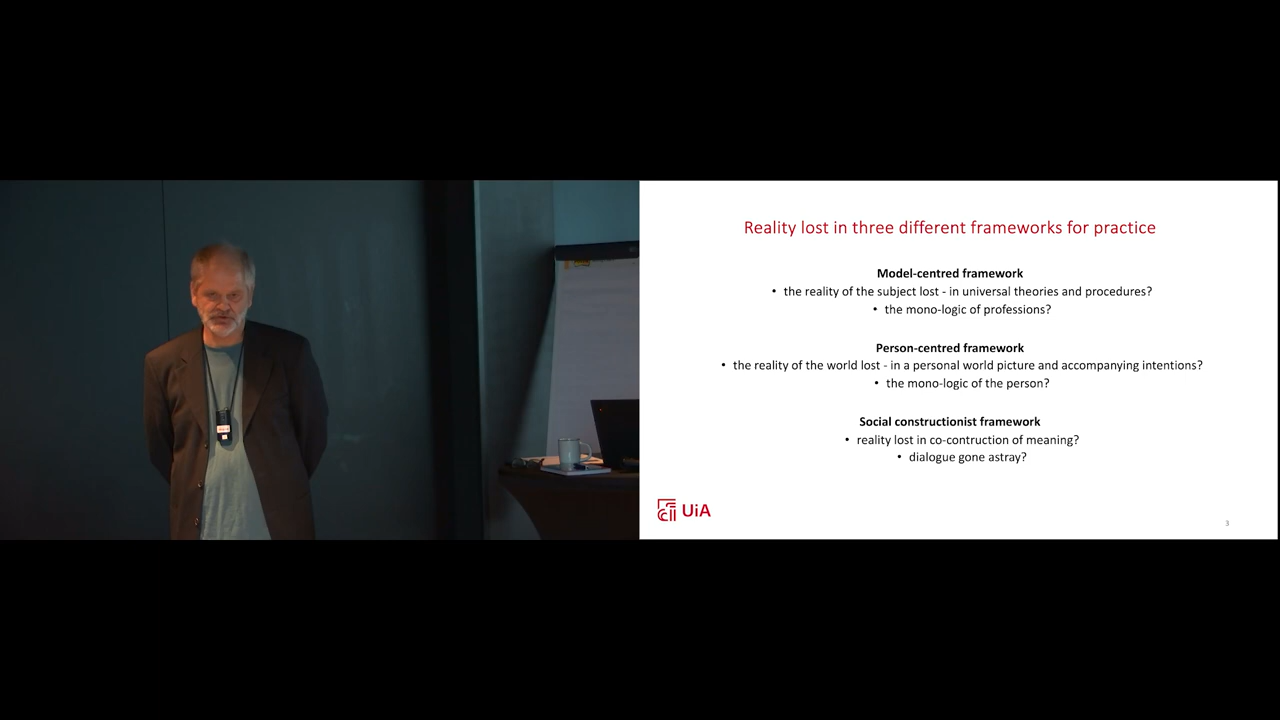 Reality lost in three different frameworks for practice
Model-centred framework
• the reality of the subject lost - in universal theories and procedures?
• the mono-logic of professions?
Person-centred framework
• the reality of the world lost - in a personal world picture and accompanying intentions?
• the mono-logic of the person?
Social constructionist framework
• reality lost in co-contruction of meaning?
• dialogue gone astray?
UiA
3